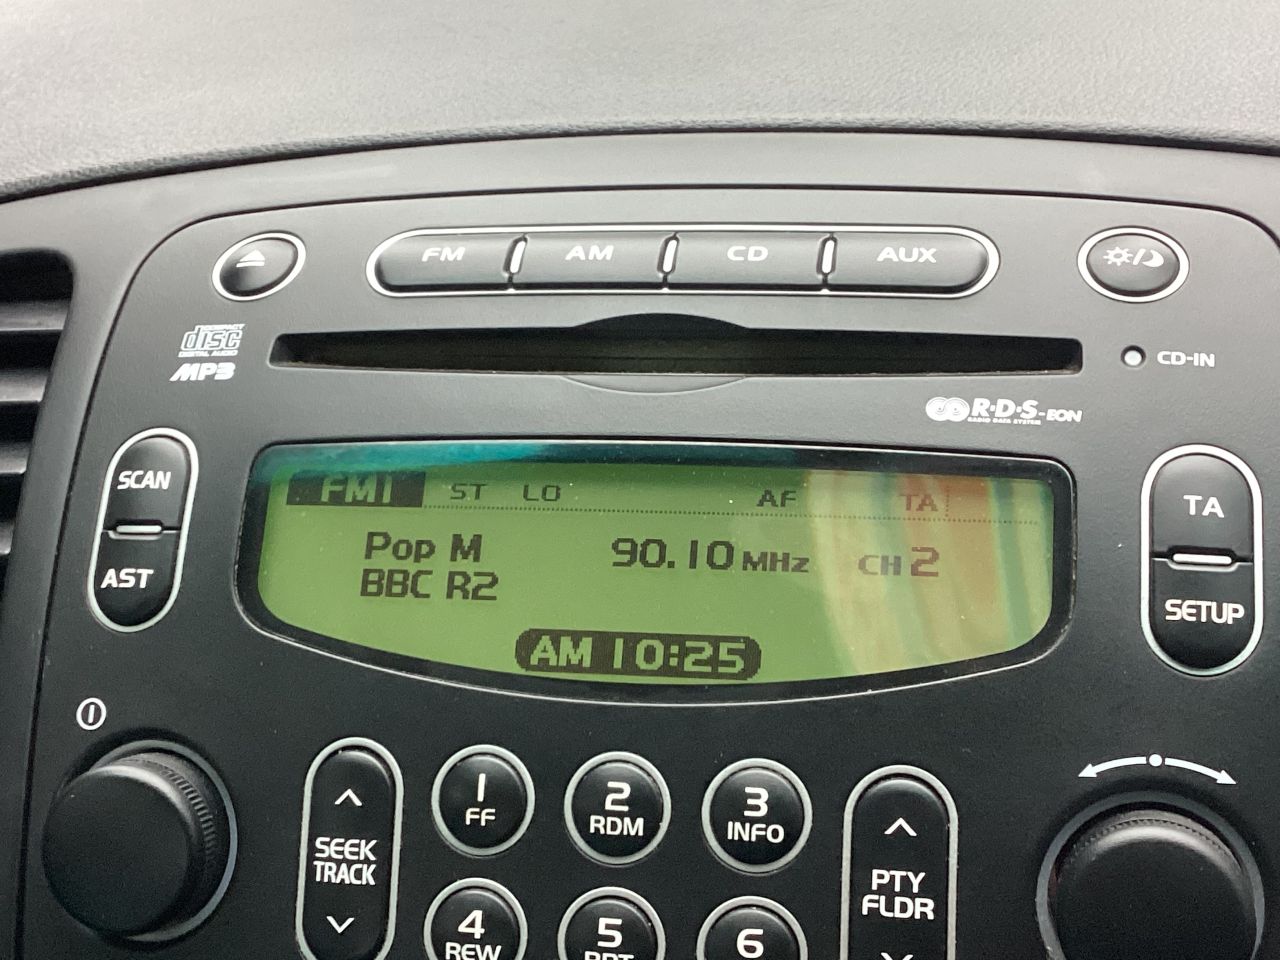 FM AM CD AUX
COMPACT
disc
DIGITAL AUDIO
MP3
CD-IN
R·D·S-EON
RADIO DATA SYSTEM
SCAN
AST
FM1 ST LO AF TA
Pop M 90.10 MHz CH 2
BBC R2
AM 10:25
TA
SETUP
SEEK
TRACK
1
FF
2
RDM
3
INFO
PTY
FLDR
4
REW
5
RPT
6